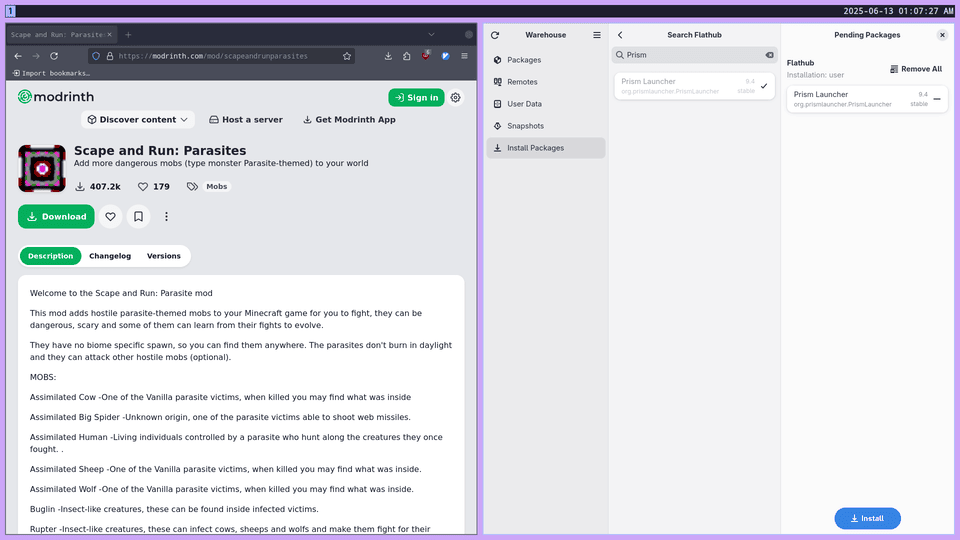 1
2025-06-13 01:07:27 AM
Scape and Run: Parasite
https://modrinth.com/mod/scapeandrunparasites
6
Import bookmarks...
modrinth
Sign in
Discover content
Host a server
Get Modrinth App
Scape and Run: Parasites
Add more dangerous mobs (type monster Parasite-themed) to your world
407.2k
179
Mobs
Download
Description
Changelog
Versions
Welcome to the Scape and Run: Parasite mod
This mod adds hostile parasite-themed mobs to your Minecraft game for you to fight, they can be
dangerous, scary and some of them can learn from their fights to evolve.
They have no biome specific spawn, so you can find them anywhere. The parasites don't burn in daylight
and they can attack other hostile mobs (optional).
MOBS:
Assimilated Cow -One of the Vanilla parasite victims, when killed you may find what was inside
Assimilated Big Spider -Unknown origin, one of the parasite victims able to shoot web missiles.
Assimilated Human -Living individuals controlled by a parasite who hunt along the creatures they once
fought. .
Assimilated Sheep -One of the Vanilla parasite victims, when killed you may find what was inside.
Assimilated Wolf -One of the Vanilla parasite victims, when killed you may find what was inside.
Buglin -Insect-like creatures, these can be found inside infected victims.
Rupter -Insect-like creatures, these can infect cows, sheeps and wolfs and make them fight for their
Warehouse
Packages
Remotes
User Data
Snapshots
Install Packages
Search Flathub
Prism
Prism Launcher
org.prismlauncher.PrismLauncher
9.4
stable
Pending Packages
Flathub
Installation: user
Remove All
Prism Launcher
org.prismlauncher.PrismLauncher
9.4
stable
Install